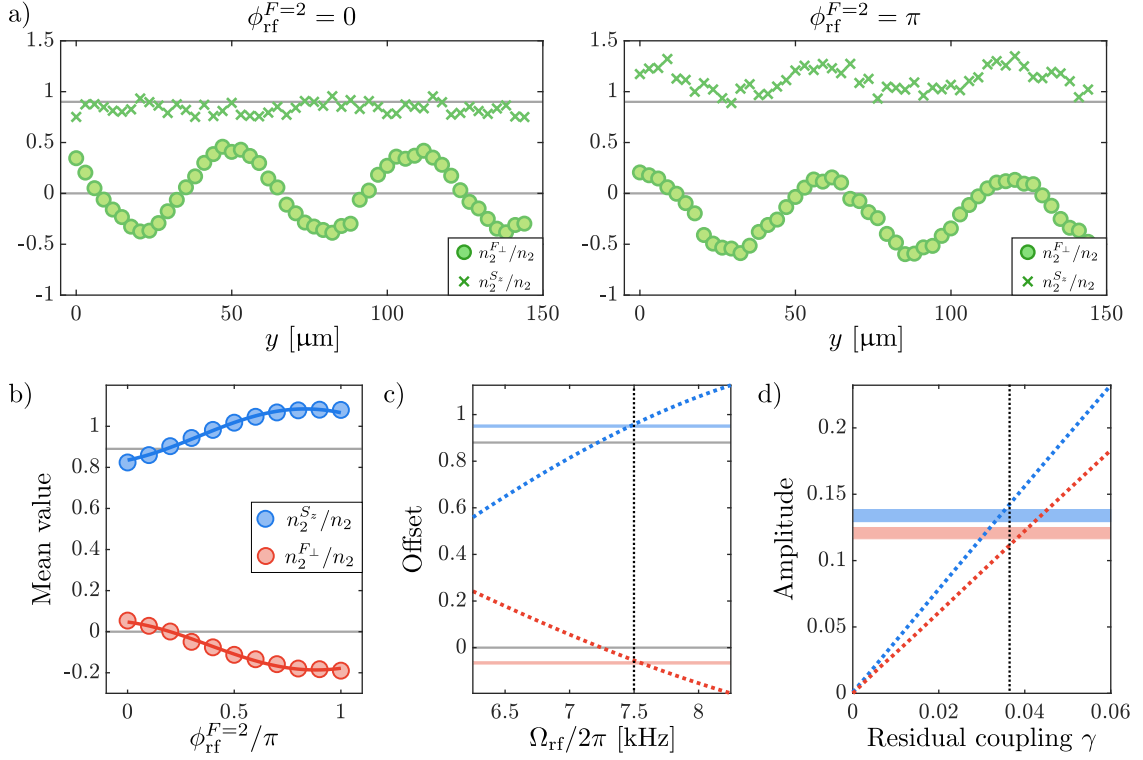 a)
ϕ_rf^{F=2} = 0
ϕ_rf^{F=2} = π
1.5
1
0.5
0
-0.5
-1
n_2^{F⊥}/n_2
n_2^{S_z}/n_2
0 50 100 150
y [µm]
1.5
1
0.5
0
-0.5
-1
n_2^{F⊥}/n_2
n_2^{S_z}/n_2
0 50 100 150
y [µm]
b)
Mean value
1
0.8
0.6
0.4
0.2
0
-0.2
n_2^{S_z}/n_2
n_2^{F⊥}/n_2
0 0.5 1
ϕ_rf^{F=2}/π
c)
Offset
1
0.8
0.6
0.4
0.2
0
6.5 7 7.5 8
Ω_rf/2π [kHz]
d)
Amplitude
0.2
0.15
0.1
0.05
0
0 0.02 0.04 0.06
Residual coupling γ